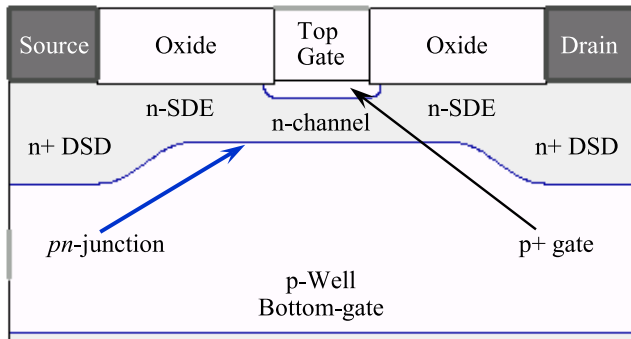 Source
Oxide
Top
Gate
Oxide
Drain
n-SDE
n-SDE
n-channel
n+ DSD
n+ DSD
pn-junction
p+ gate
p-Well
Bottom-gate